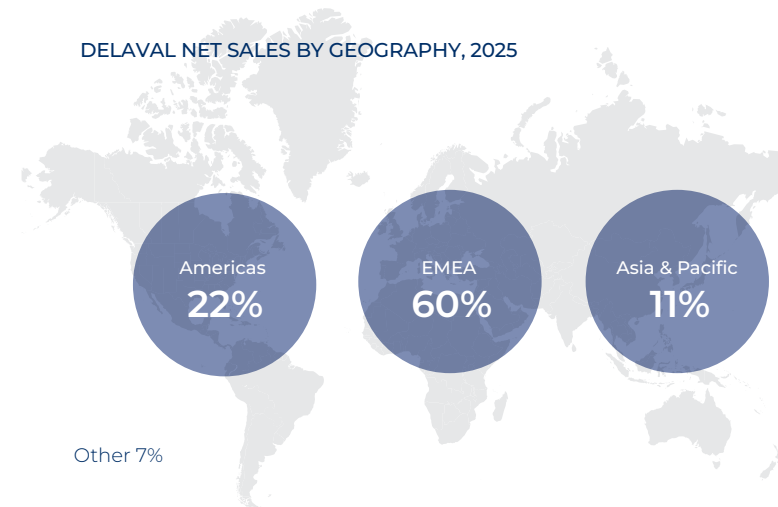 DELAVAL NET SALES BY GEOGRAPHY, 2025
Americas
22%
EMEA
60%
Asia & Pacific
11%
Other 7%